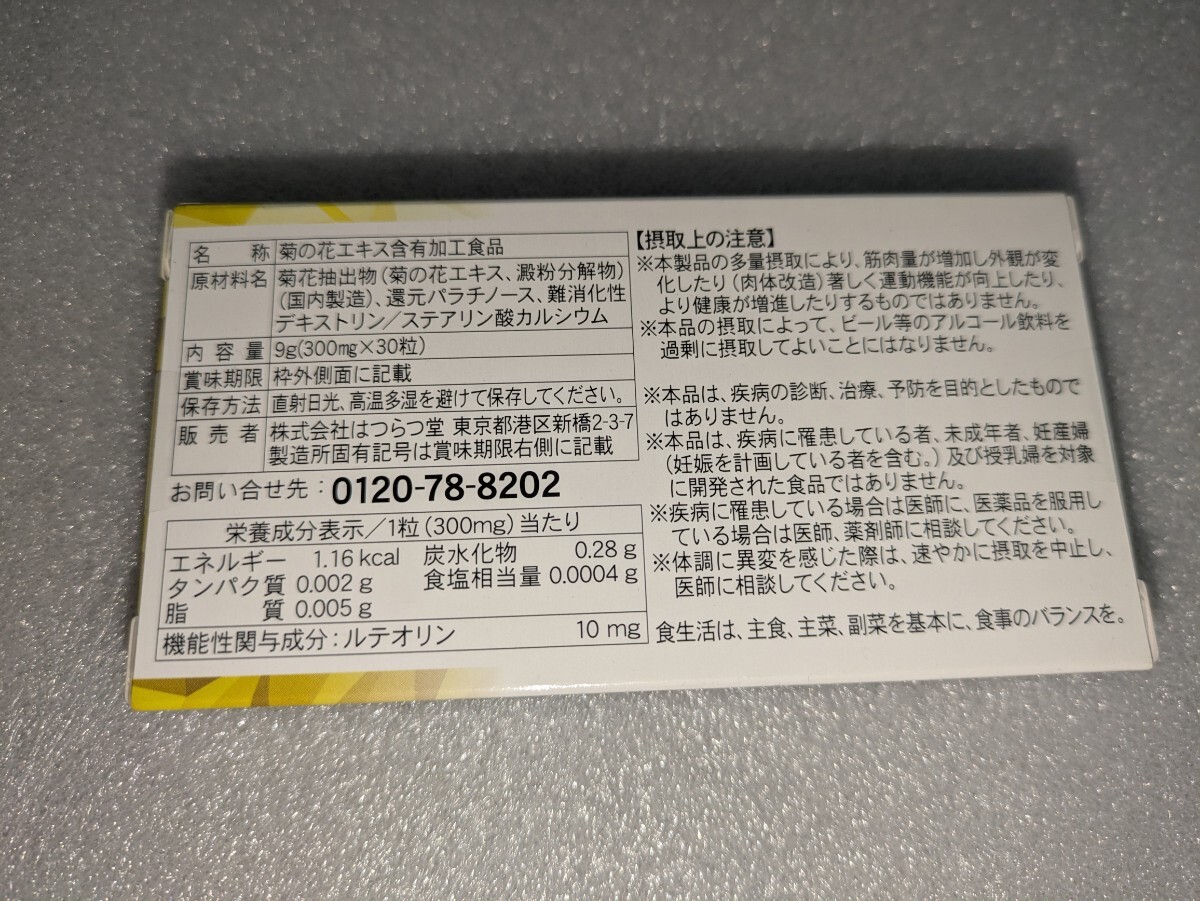 名称 菊の花エキス含有加工食品
原材料名 菊花抽出物（菊の花エキス、澱粉分解物）
（国内製造）、還元パラチノース、難消化性
デキストリン／ステアリン酸カルシウム
内容量 9g(300mg×30粒)
賞味期限 枠外側面に記載
保存方法 直射日光、高温多湿を避けて保存してください。
販売者 株式会社はつらつ堂 東京都港区新橋2-3-7
製造所固有記号は賞味期限右側に記載
お問い合せ先：0120-78-8202
栄養成分表示／1粒(300mg)当たり
エネルギー 1.16kcal 炭水化物 0.28g
タンパク質 0.002g 食塩相当量 0.0004g
脂質 0.005g
機能性関与成分：ルテオリン 10mg
【摂取上の注意】
※本製品の多量摂取により、筋肉量が増加し外観が変
化したり（肉体改造）著しく運動機能が向上したり、
より健康が増進したりするものではありません。
※本品の摂取によって、ビール等のアルコール飲料を
過剰に摂取してよいことにはなりません。
※本品は、疾病の診断、治療、予防を目的としたもので
はありません。
※本品は、疾病に罹患している者、未成年者、妊産婦
（妊娠を計画している者を含む。）及び授乳婦を対象
に開発された食品ではありません。
※疾病に罹患している場合は医師に、医薬品を服用し
ている場合は医師、薬剤師に相談してください。
※体調に異変を感じた際は、速やかに摂取を中止し、
医師に相談してください。
食生活は、主食、主菜、副菜を基本に、食事のバランスを。